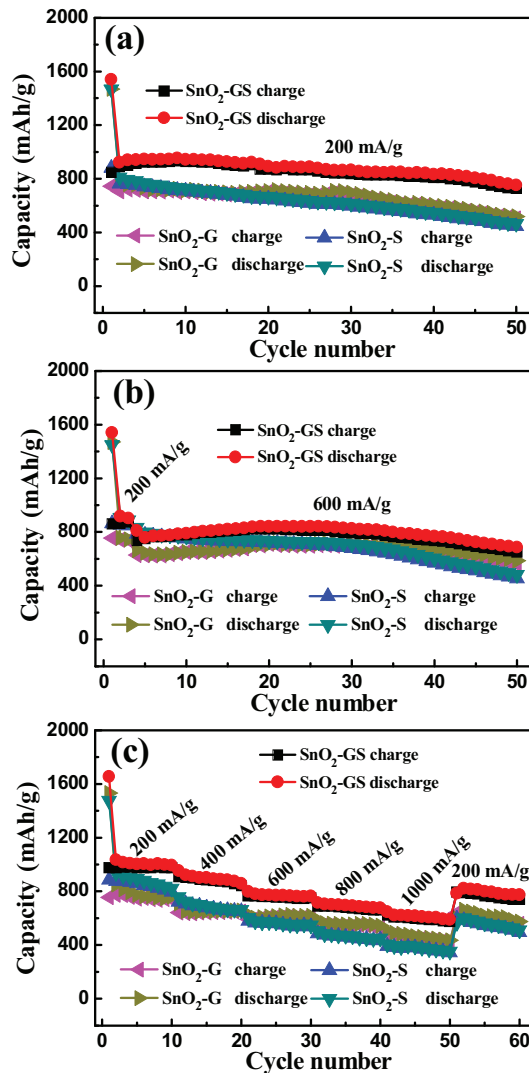 (a)
2000
1600
1200
800
400
0
Capacity (mAh/g)
SnO2-GS charge
SnO2-GS discharge
200 mA/g
SnO2-G charge
SnO2-S charge
SnO2-G discharge
SnO2-S discharge
0 10 20 30 40 50
Cycle number
(b)
2000
1600
1200
800
400
0
Capacity (mAh/g)
SnO2-GS charge
SnO2-GS discharge
200 mA/g
600 mA/g
SnO2-G charge
SnO2-S charge
SnO2-G discharge
SnO2-S discharge
0 10 20 30 40 50
Cycle number
(c)
2000
1600
1200
800
400
0
Capacity (mAh/g)
SnO2-GS charge
SnO2-GS discharge
200 mA/g
400 mA/g
600 mA/g
800 mA/g
1000 mA/g
200 mA/g
SnO2-G charge
SnO2-S charge
SnO2-G discharge
SnO2-S discharge
0 10 20 30 40 50 60
Cycle number